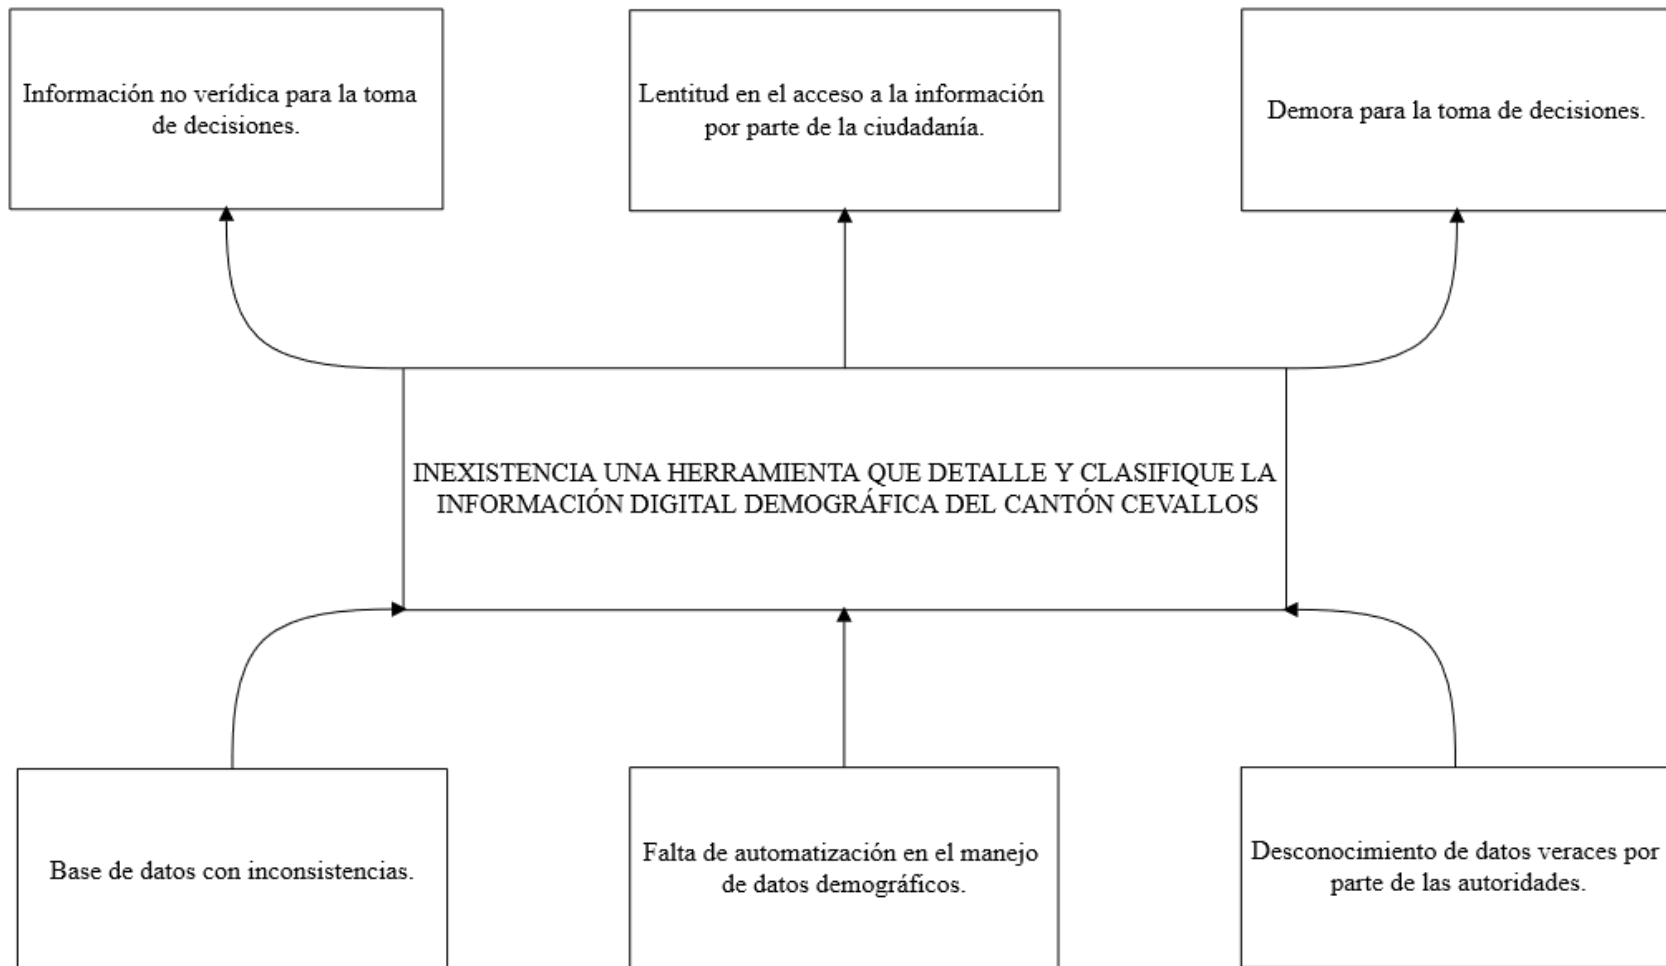 Información no verídica para la toma
de decisiones.
Lentitud en el acceso a la información
por parte de la ciudadanía.
Demora para la toma de decisiones.
INEXISTENCIA UNA HERRAMIENTA QUE DETALLE Y CLASIFIQUE LA
INFORMACIÓN DIGITAL DEMOGRÁFICA DEL CANTÓN CEVALLOS
Base de datos con inconsistencias.
Falta de automatización en el manejo
de datos demográficos.
Desconocimiento de datos veraces por
parte de las autoridades.